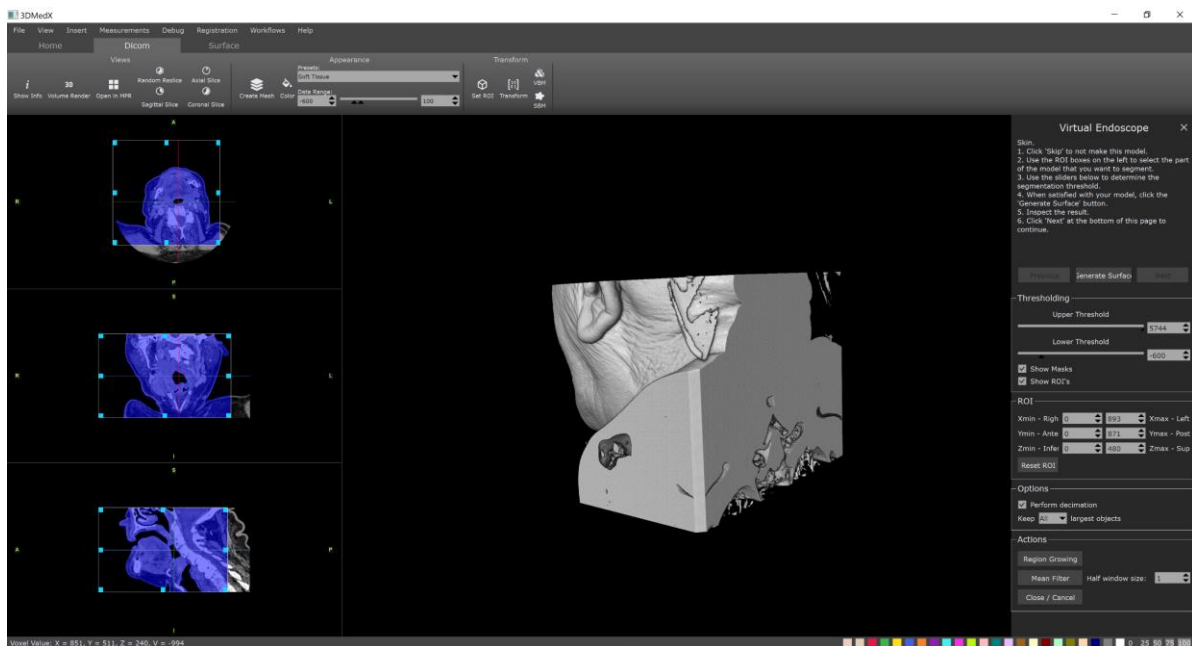 3DMedX
File View Insert Measurements Debug Registration Workflows Help
Home Dicom Surface
Views Appearance Transform
Show Info
3D
Volume Render
Open in MPR
Random Reslice
Axial Slice
Sagittal Slice
Coronal Slice
Create Mesh
Color
Presets:
Soft Tissue
Data Range:
-600 100
Set ROI
Transform
VBM
SBM
A
R L
P
S
R L
I
S
A P
I
Virtual Endoscope
Skin.
1. Click 'Skip' to not make this model.
2. Use the ROI boxes on the left to select the part
of the model that you want to segment.
3. Use the sliders below to determine the
segmentation threshold.
4. When satisfied with your model, click the
'Generate Surface' button.
5. Inspect the result.
6. Click 'Next' at the bottom of this page to
continue.
Previous Generate Surfac Next
Thresholding
Upper Threshold
5744
Lower Threshold
-600
Show Masks
Show ROI's
ROI
Xmin - Righ 0 893 Xmax - Left
Ymin - Ante 0 871 Ymax - Post
Zmin - Infer 0 480 Zmax - Sup
Reset ROI
Options
Perform decimation
Keep All largest objects
Actions
Region Growing
Mean Filter Half window size: 1
Close / Cancel
Voxel Value: X = 851, Y = 511, Z = 240, V = -994
0 25 50 75 100